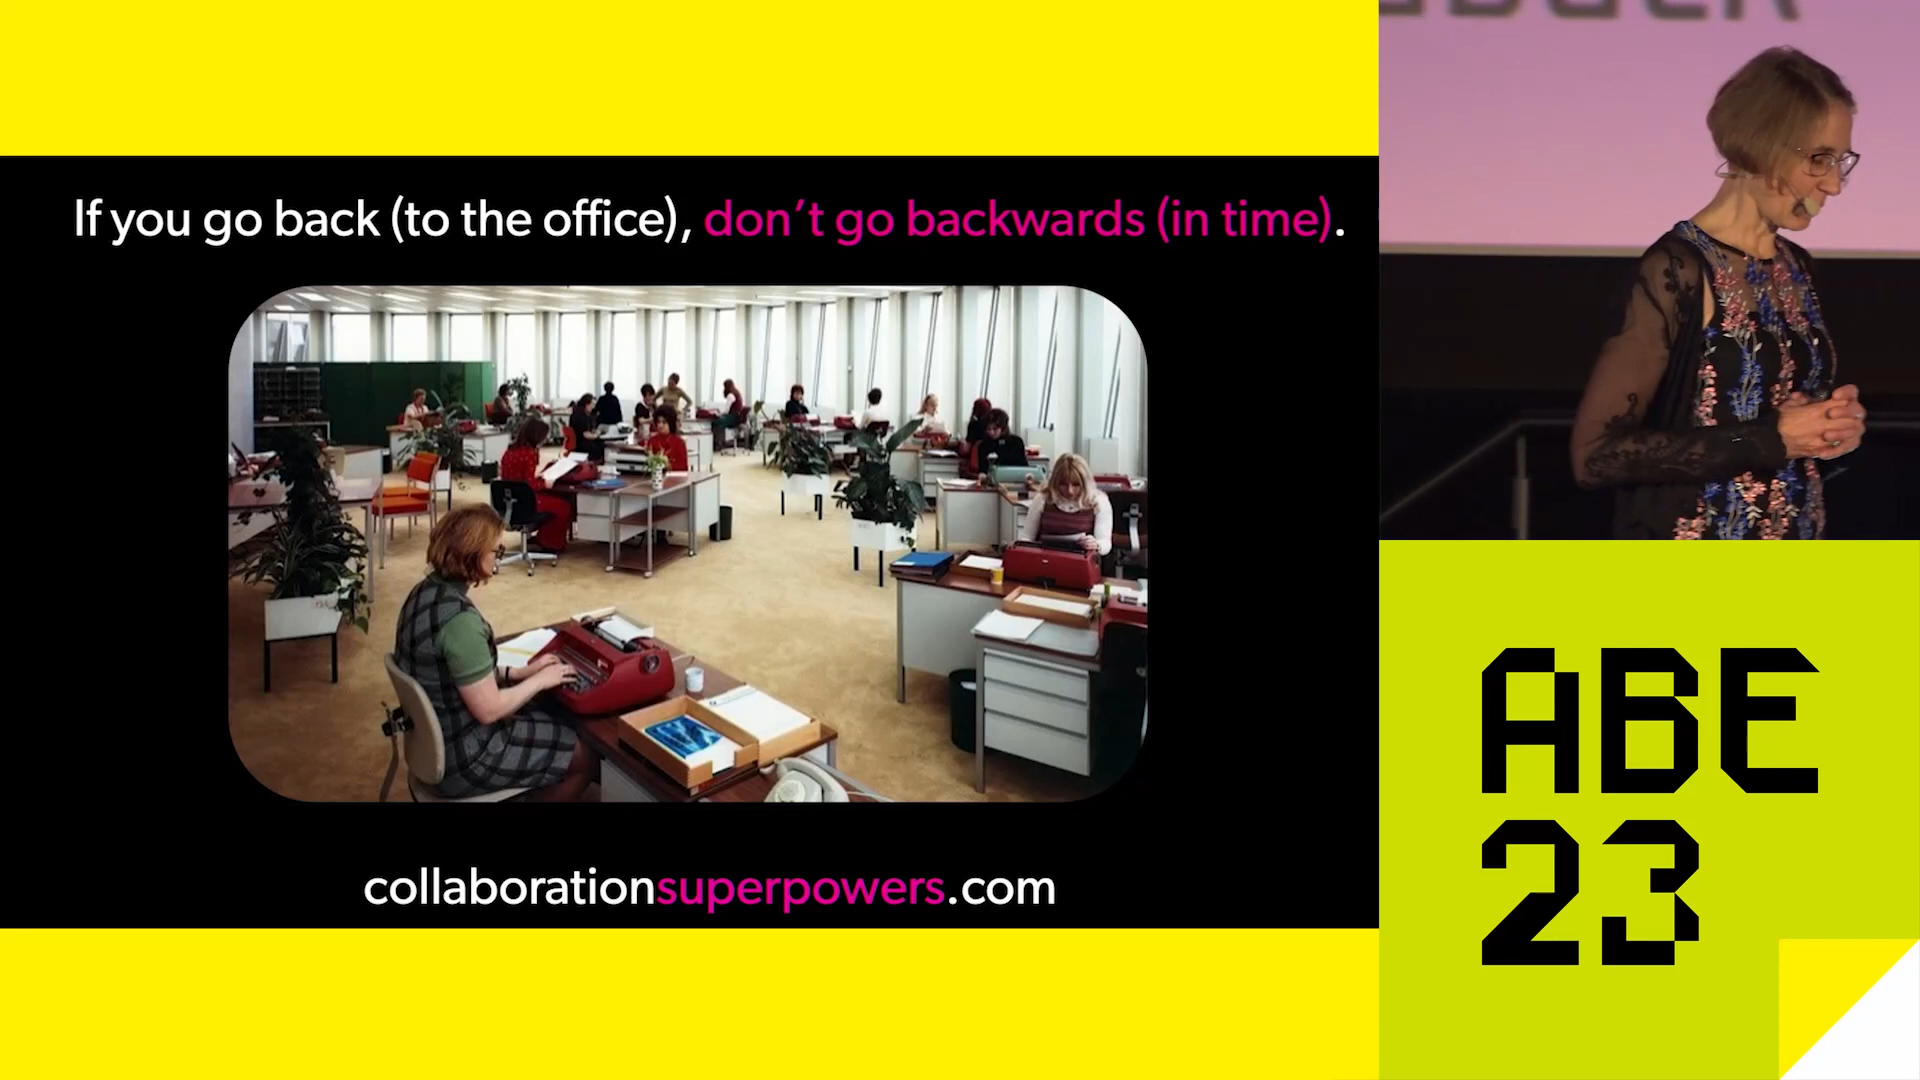 If you go back (to the office), don't go backwards (in time).
collaborationsuperpowers.com
ABE
23